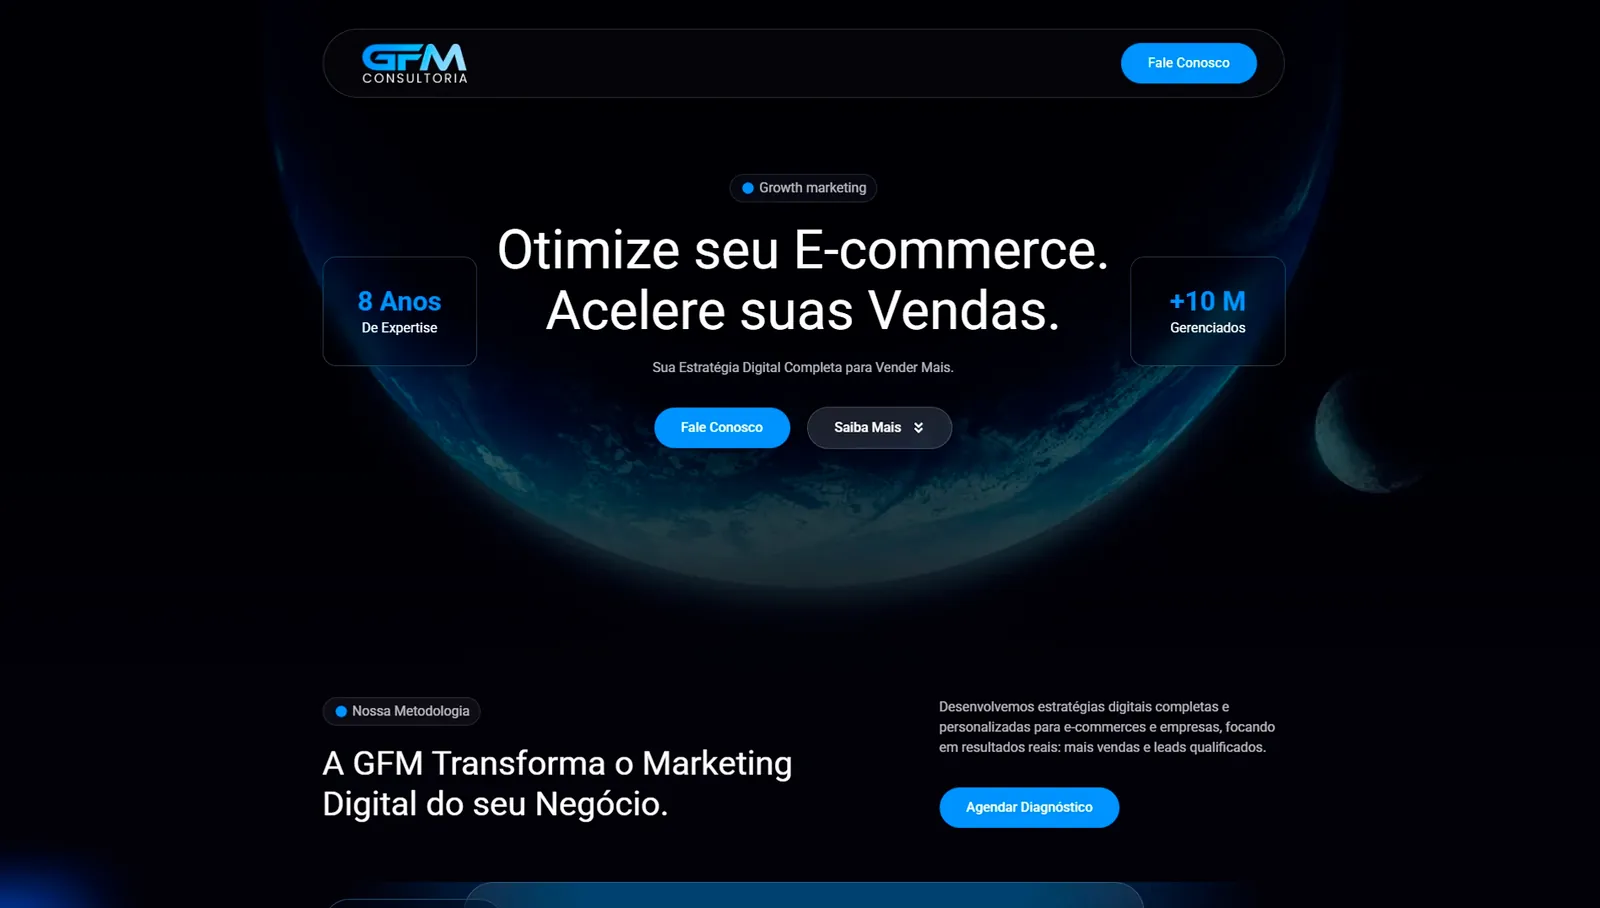 GFM
CONSULTORIA
Fale Conosco
Growth marketing
Otimize seu E-commerce.
Acelere suas Vendas.
8 Anos
De Expertise
+10 M
Gerenciados
Sua Estratégia Digital Completa para Vender Mais.
Fale Conosco
Saiba Mais
Nossa Metodologia
A GFM Transforma o Marketing
Digital do seu Negócio.
Desenvolvemos estratégias digitais completas e
personalizadas para e-commerces e empresas, focando
em resultados reais: mais vendas e leads qualificados.
Agendar Diagnóstico